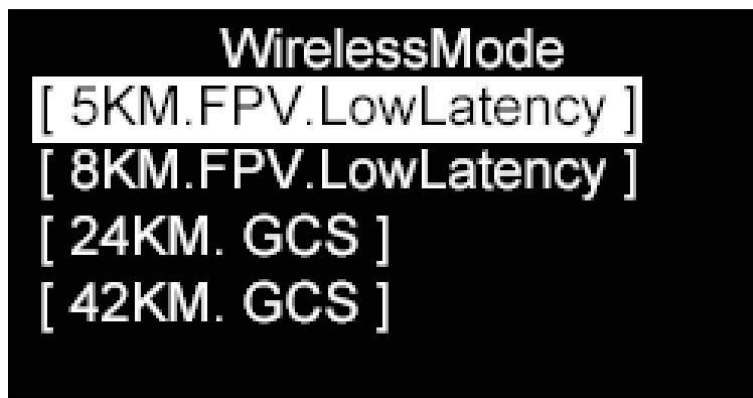 WirelessMode
[ 5KM.FPV.LowLatency ]
[ 8KM.FPV.LowLatency ]
[ 24KM. GCS ]
[ 42KM. GCS ]